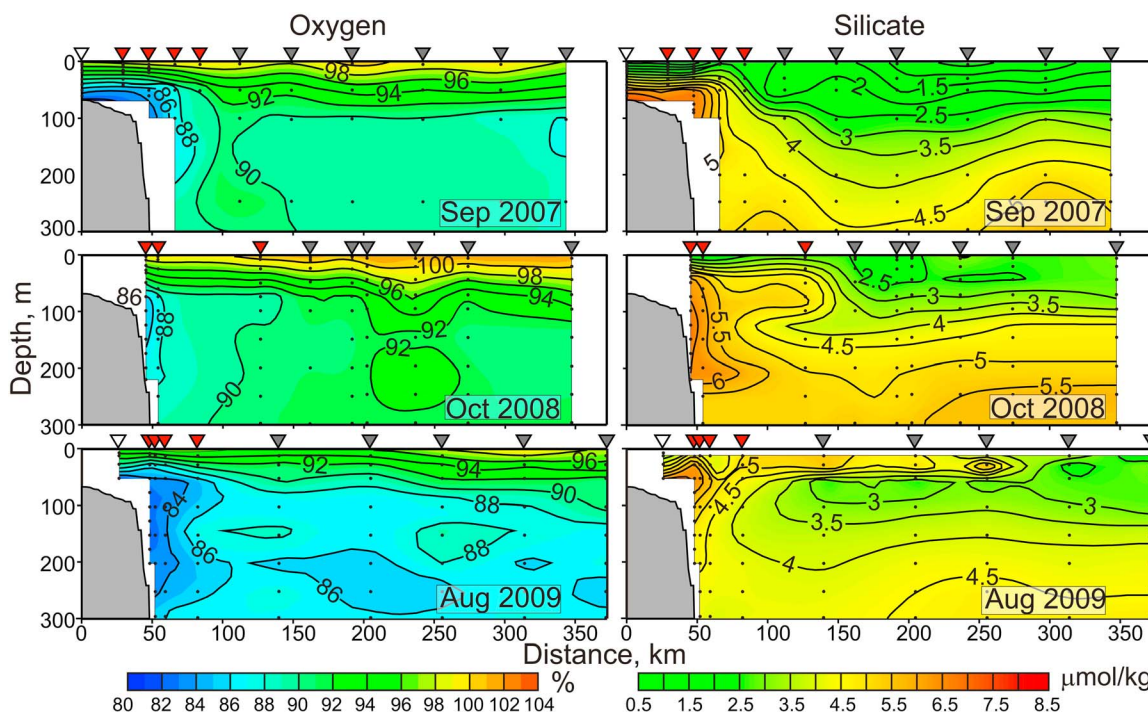 Oxygen Silicate
0 98 96 2 1.5
86 92 94 2.5
100 88 3
4 3.5
200 90 5
4.5
300 Sep 2007 Sep 2007
0 100 98 2.5
86 96 94 3 3.5
100 88 92 5.5 4
92 4.5
200 5
90 6 5.5
300 Oct 2008 Oct 2008
0 92 94 96 5
84 88 90 4.5 3 3
100 3.5
88
86 4
200 86 4.5
300 Aug 2009 Aug 2009
Depth, m
0 50 100 150 200 250 300 350 0 50 100 150 200 250 300 350
Distance, km
% μmol/kg
80 82 84 86 88 90 92 94 96 98 100 102 104 0.5 1.5 2.5 3.5 4.5 5.5 6.5 7.5 8.5